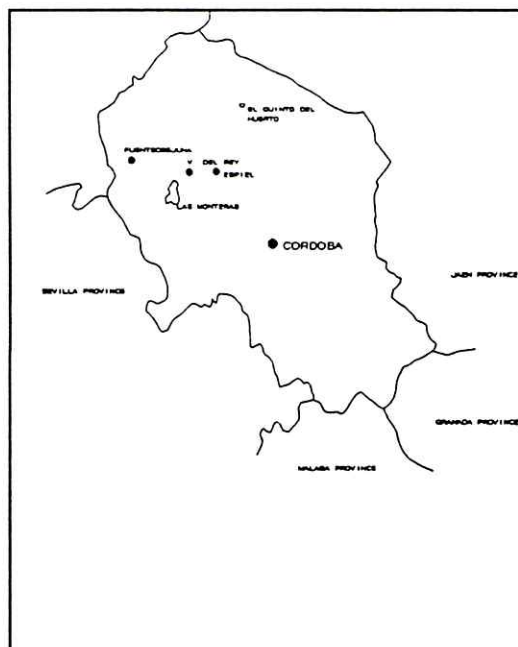 EL QUINTO DEL
HUERTO
FUENTEOBEJUNA
V. DEL REY
ESPIEL
LAS MONTERAS
CORDOBA
JAEN PROVINCE
SEVILLA PROVINCE
GRANADA PROVINCE
MALAGA PROVINCE